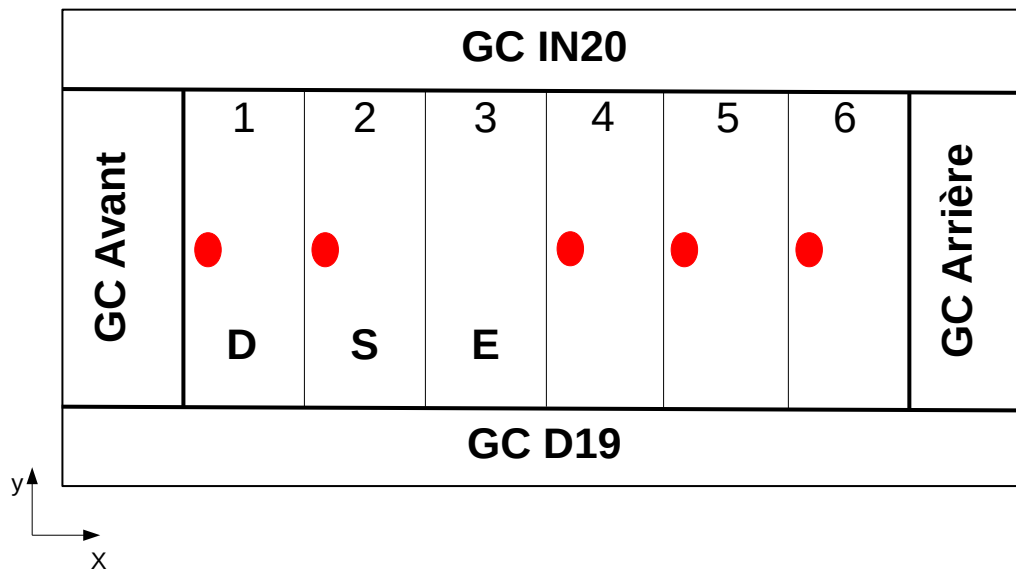 GC IN20
1 2 3 4 5 6
GC Avant
GC Arrière
D S E
GC D19
y
X